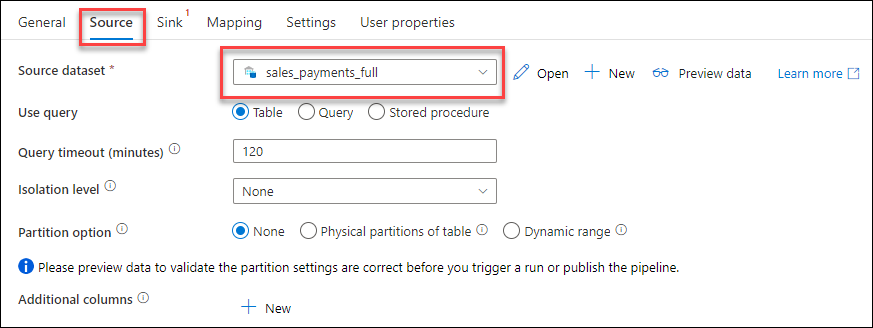 General Source Sink 1 Mapping Settings User properties
Source dataset * sales_payments_full Open New Preview data Learn more
Use query Table Query Stored procedure
Query timeout (minutes) 120
Isolation level None
Partition option None Physical partitions of table Dynamic range
Please preview data to validate the partition settings are correct before you trigger a run or publish the pipeline.
Additional columns New